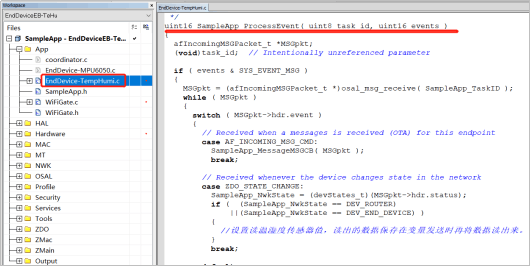 Workspace
EndDeviceEB-TeHu
Files
SampleApp - EndDeviceEB-Te...
App
coordinator.c
EndDevice-MPU6050.c
EndDevice-TempHumi.c
SampleApp.h
WiFiGate.c
WiFiGate.h
HAL
Hardware
MAC
MT
NWK
OSAL
Profile
Security
Services
Tools
ZDO
ZMac
ZMain
Output
EndDevice-TempHumi.c
*/
uint16 SampleApp_ProcessEvent( uint8 task_id, uint16 events )
{
afIncomingMSGPacket_t *MSGpkt;
(void)task_id; // Intentionally unreferenced parameter
if ( events & SYS_EVENT_MSG )
{
MSGpkt = (afIncomingMSGPacket_t *)osal_msg_receive( SampleApp_TaskID );
while ( MSGpkt )
{
switch ( MSGpkt->hdr.event )
{
// Received when a messages is received (OTA) for this endpoint
case AF_INCOMING_MSG_CMD:
SampleApp_MessageMSGCB( MSGpkt );
break;
// Received whenever the device changes state in the network
case ZDO_STATE_CHANGE:
SampleApp_NwkState = (devStates_t)(MSGpkt->hdr.status);
if ( (SampleApp_NwkState == DEV_ROUTER)
||(SampleApp_NwkState == DEV_END_DEVICE) )
{
//设置读温湿度传感器值,读出的数据保存在变量发送时再将数据读出来。
}
break;